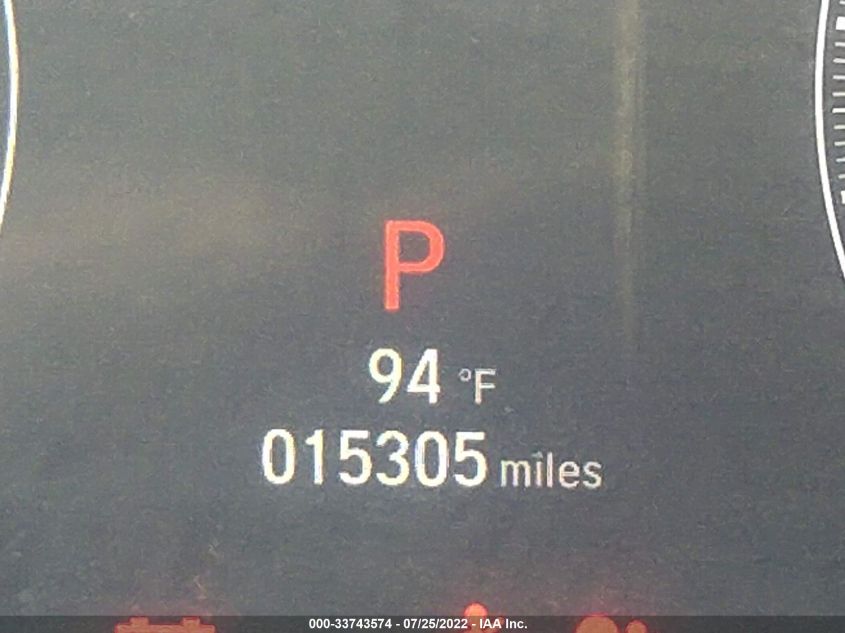 P
94 °F
015305 miles
000-33743574 - 07/25/2022 - IAA Inc.